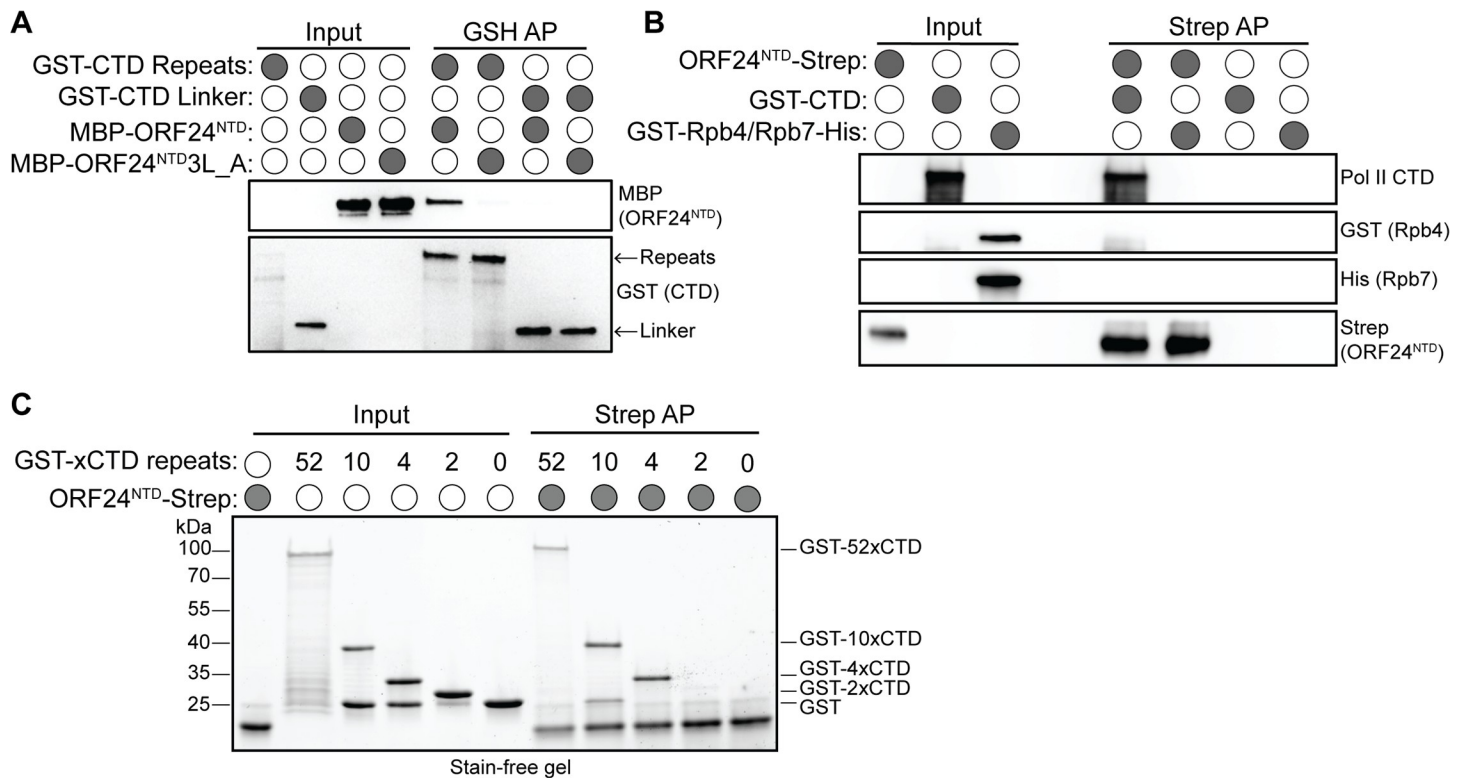 A
Input
GSH AP
GST-CTD Repeats:
GST-CTD Linker:
MBP-ORF24NTD:
MBP-ORF24NTD3L_A:
MBP
(ORF24NTD)
←Repeats
GST (CTD)
←Linker
B
Input
Strep AP
ORF24NTD-Strep:
GST-CTD:
GST-Rpb4/Rpb7-His:
Pol II CTD
GST (Rpb4)
His (Rpb7)
Strep
(ORF24NTD)
C
Input
Strep AP
GST-xCTD repeats: 52 10 4 2 0 52 10 4 2 0
ORF24NTD-Strep:
kDa
100
70
55
40
35
25
GST-52xCTD
GST-10xCTD
GST-4xCTD
GST-2xCTD
GST
Stain-free gel